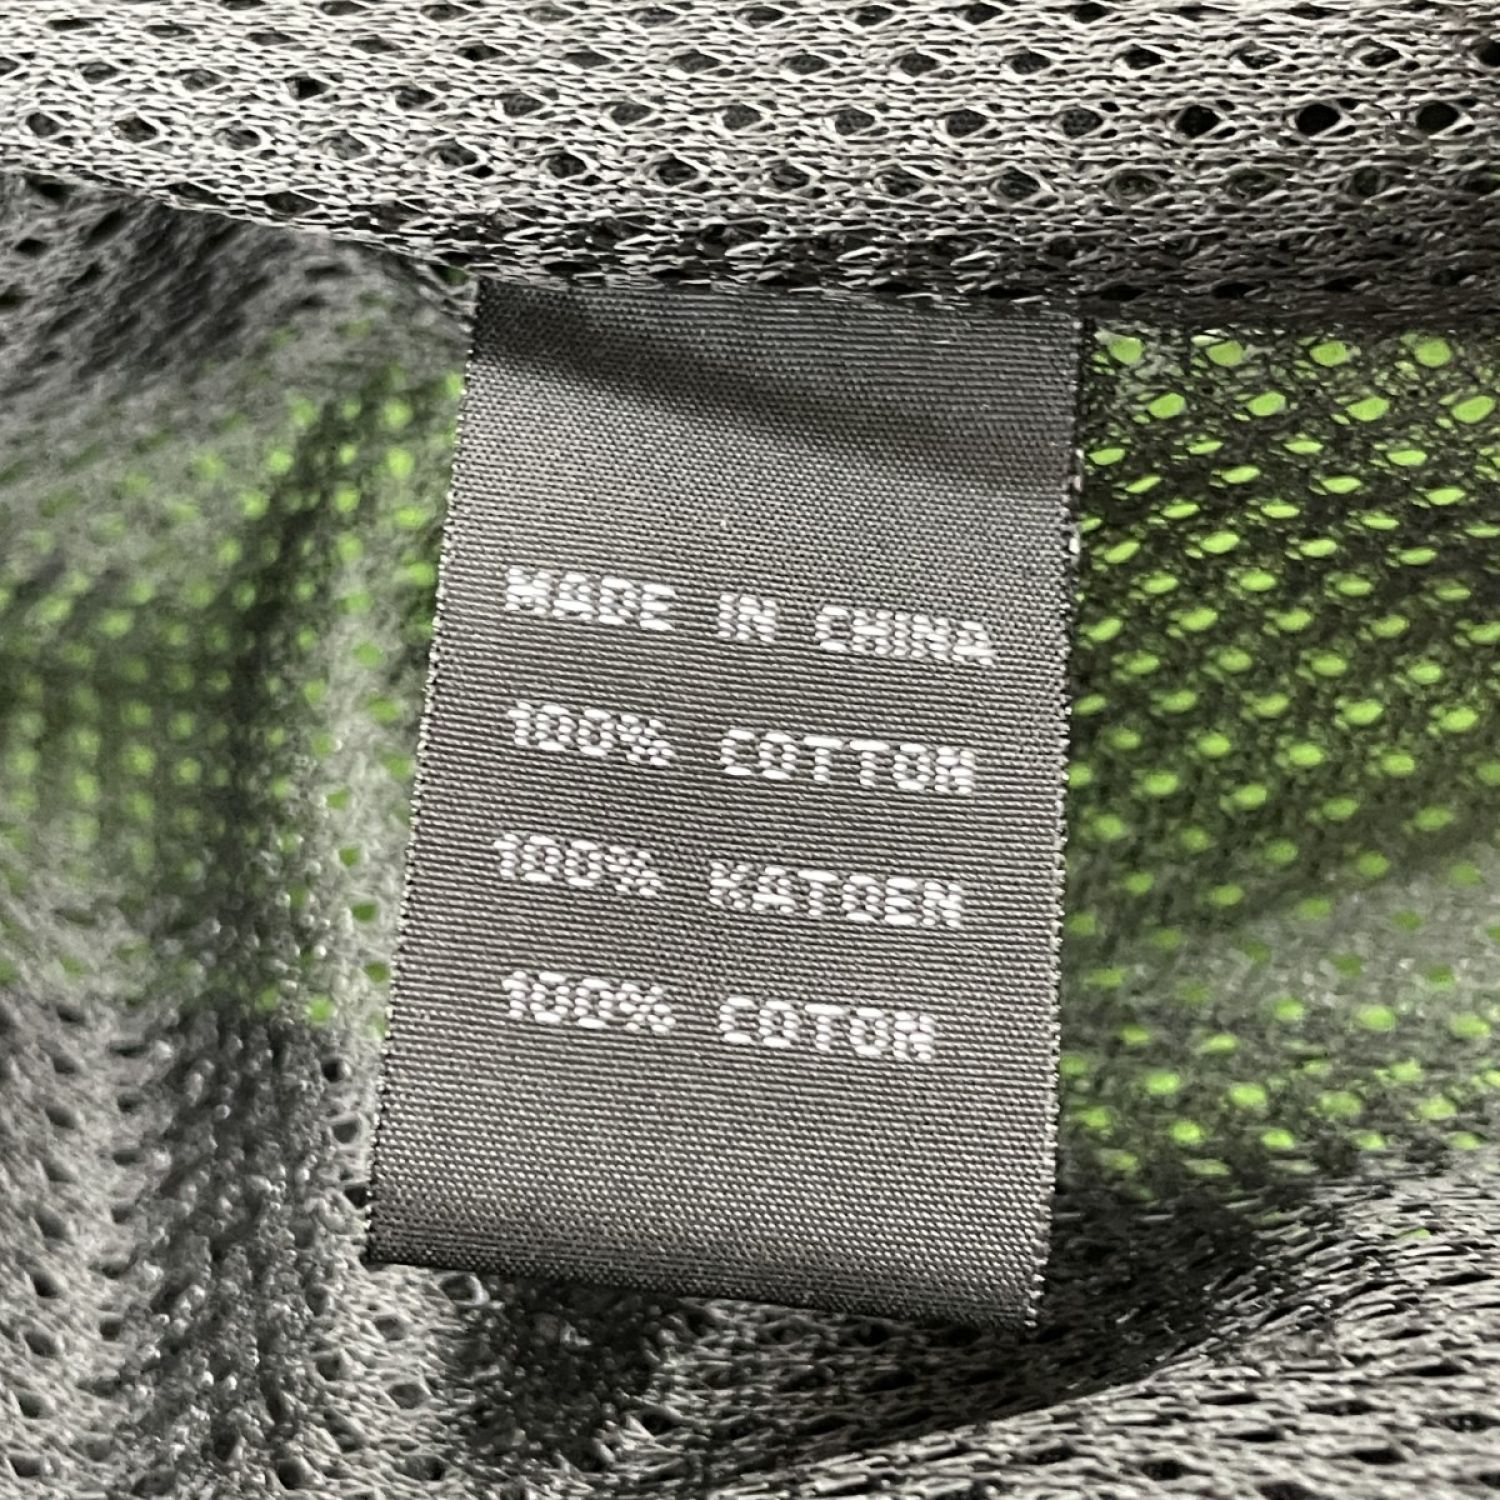 MADE IN CHINA
100% COTTON
100% KATOEN
100% COTON